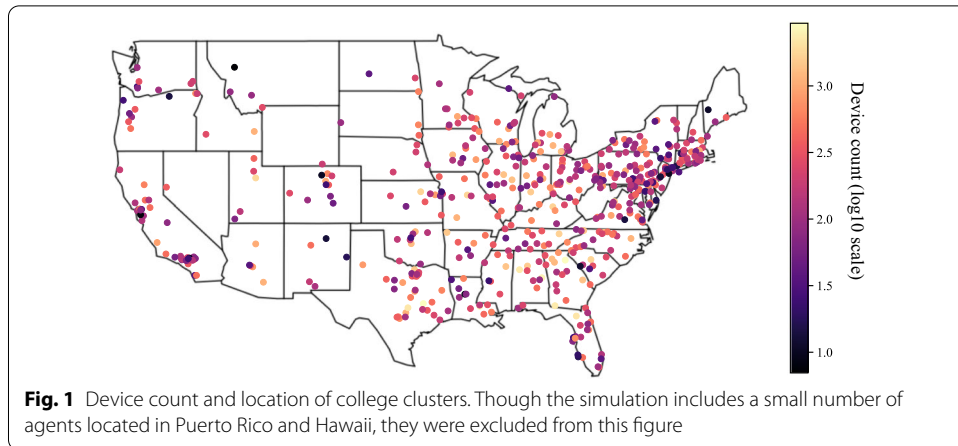 3.0
2.5
2.0
1.5
1.0
Device count (log10 scale)
Fig. 1 Device count and location of college clusters. Though the simulation includes a small number of
agents located in Puerto Rico and Hawaii, they were excluded from this figure